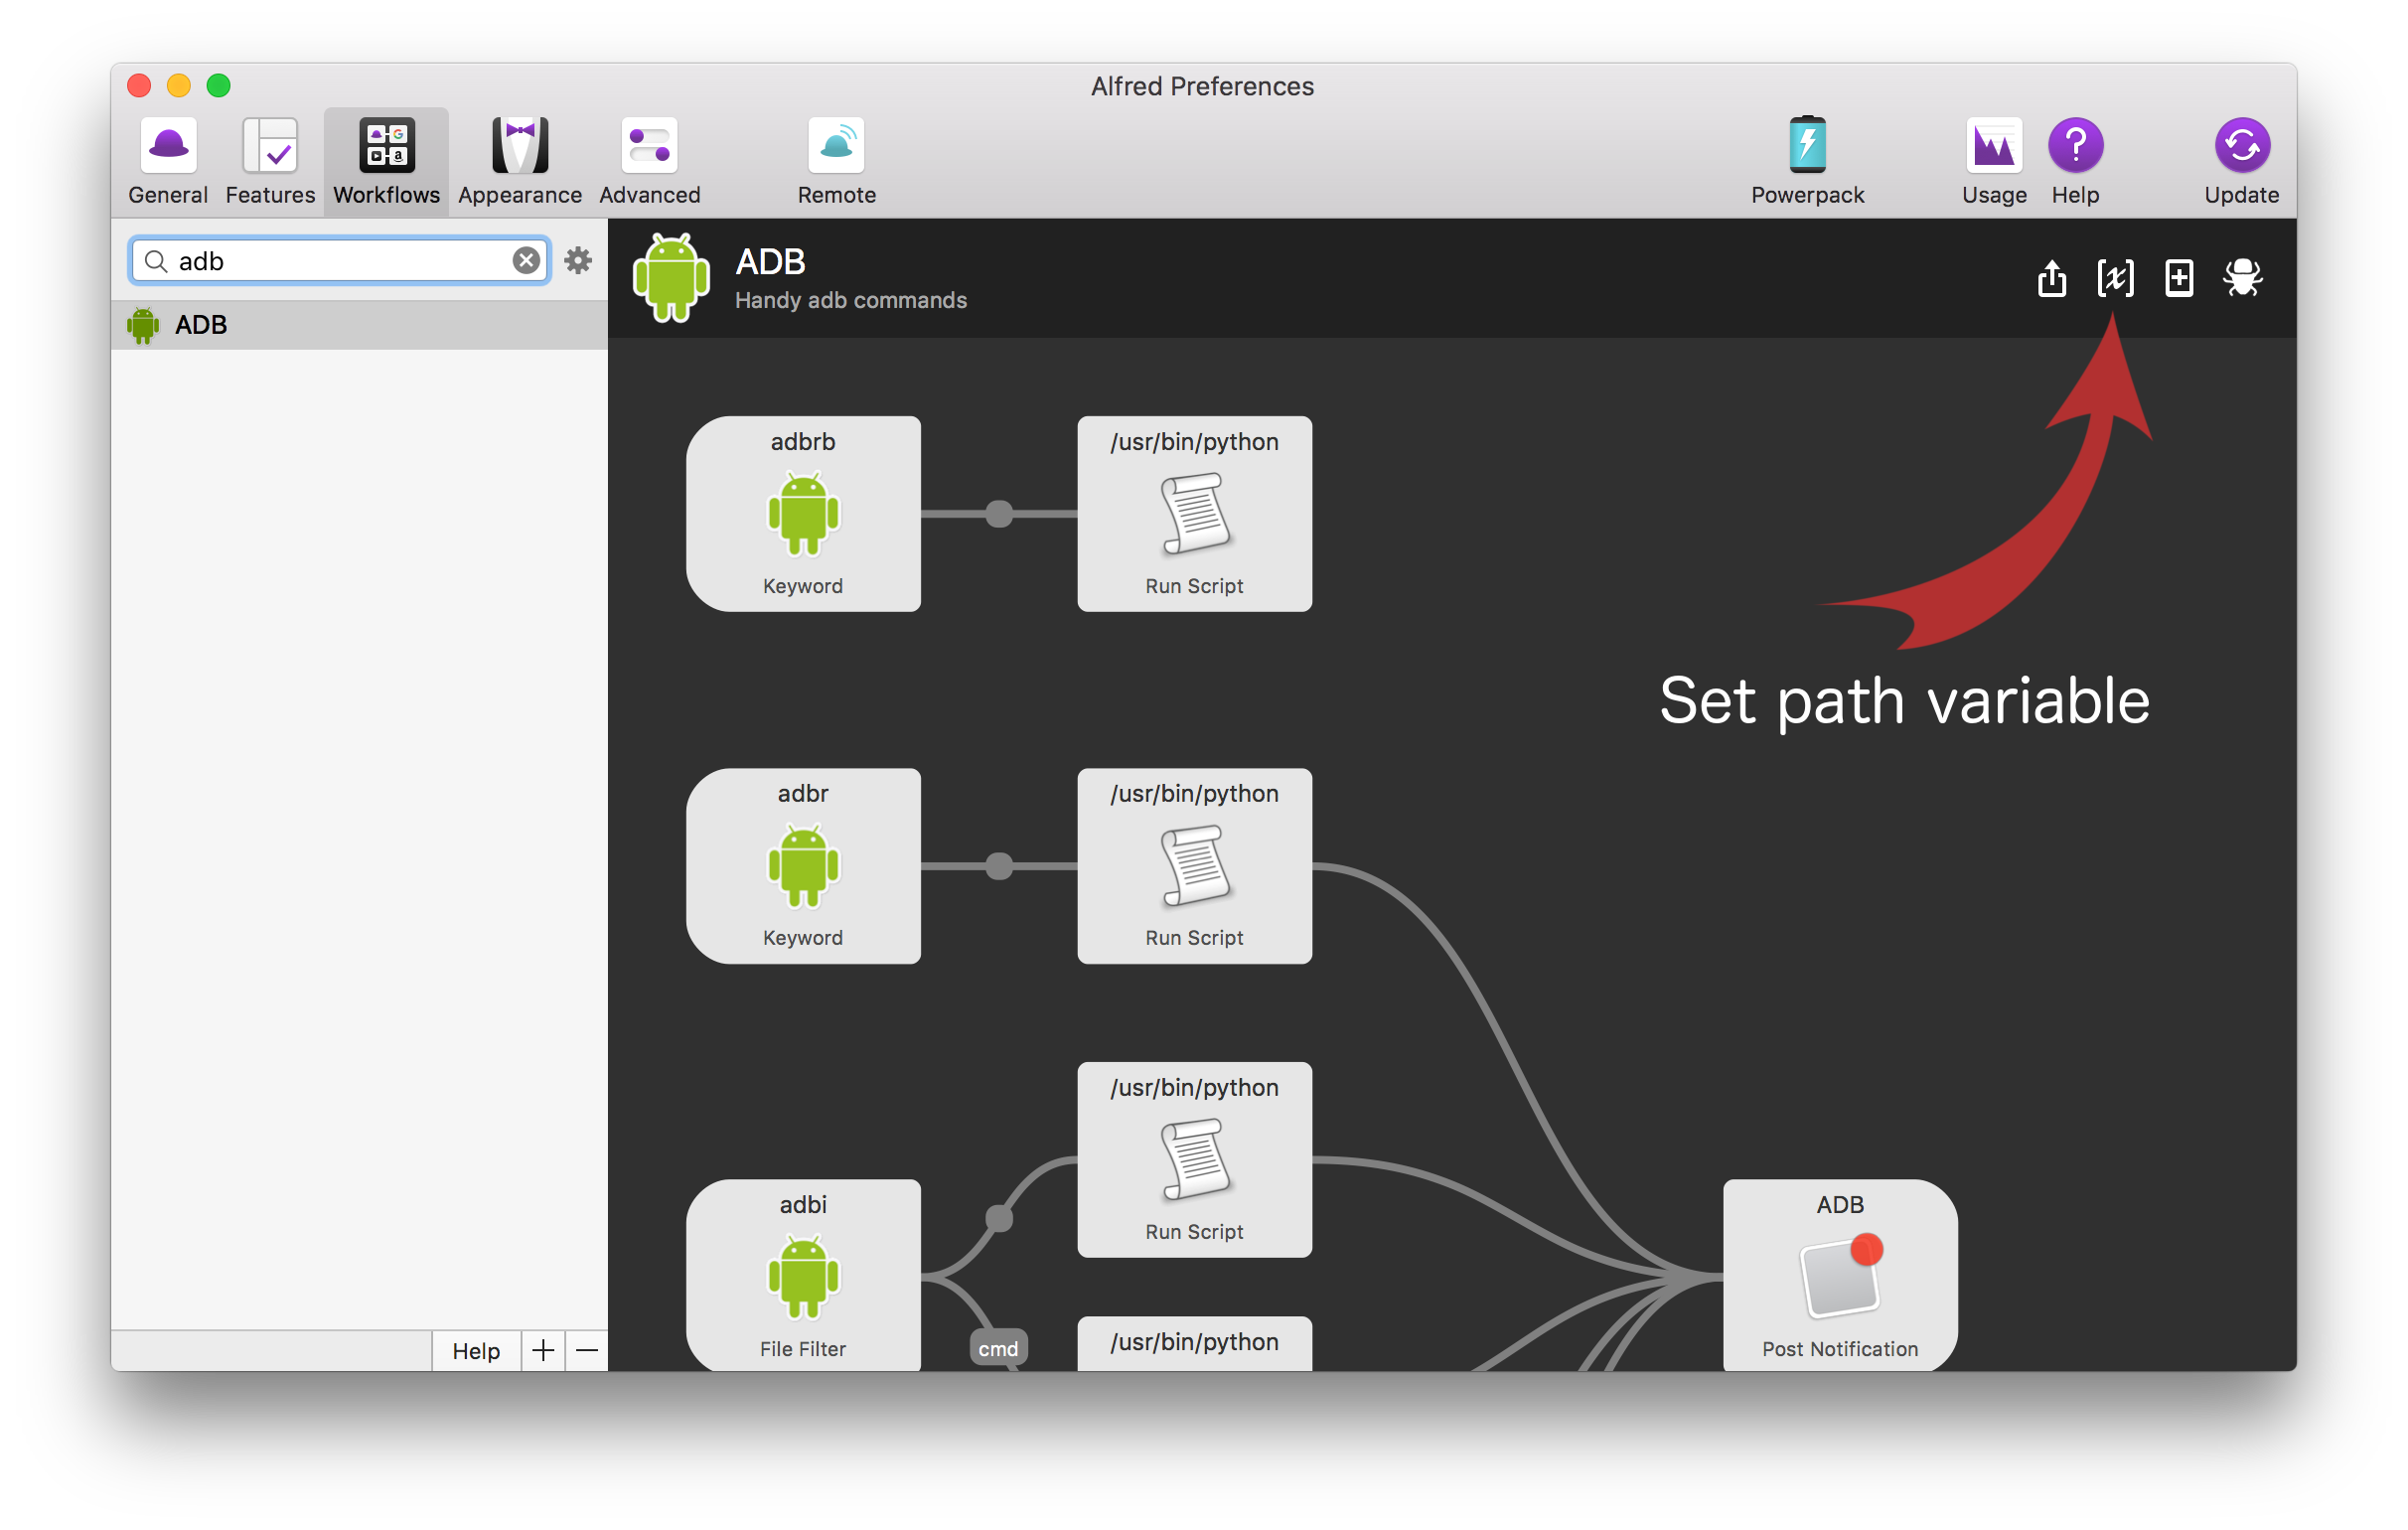 Alfred Preferences
General
Features
Workflows
Appearance
Advanced
Remote
Powerpack
Usage
Help
Update
adb
ADB
ADB
Handy adb commands
adbrb
Keyword
/usr/bin/python
Run Script
Set path variable
adbr
Keyword
/usr/bin/python
Run Script
/usr/bin/python
Run Script
adbi
File Filter
cmd
/usr/bin/python
ADB
Post Notification
Help